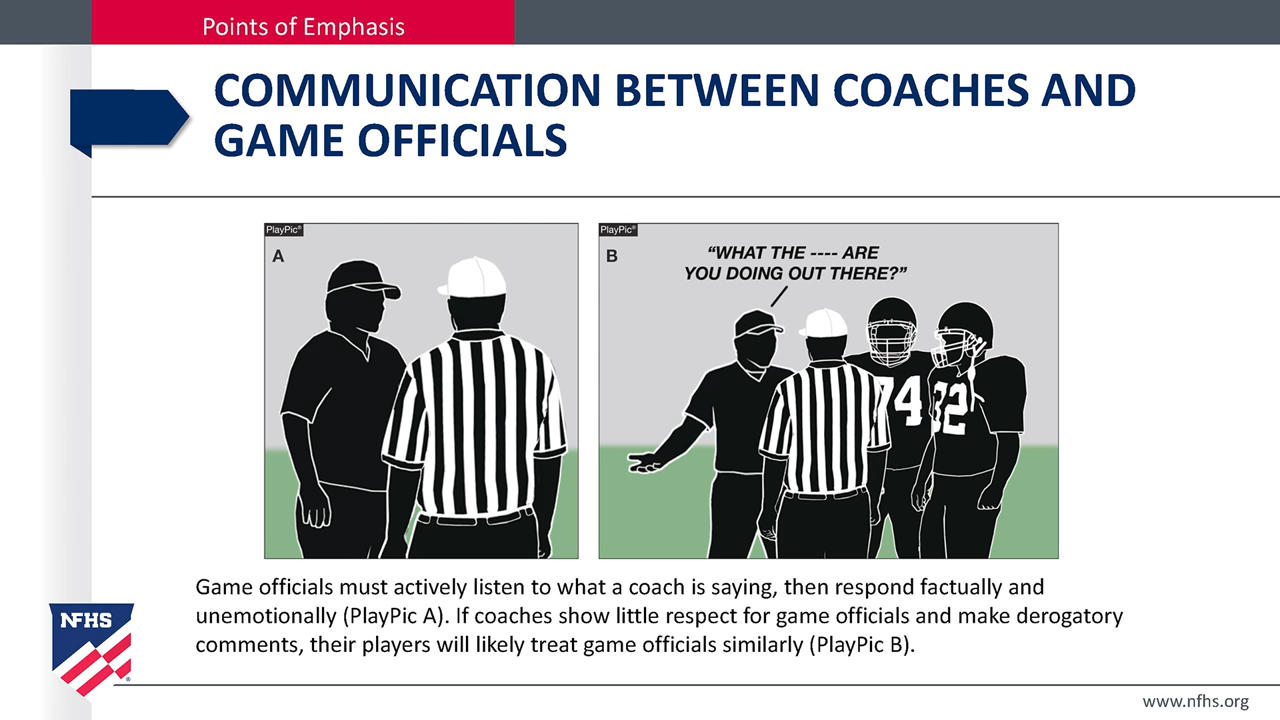 Points of Emphasis
COMMUNICATION BETWEEN COACHES AND
GAME OFFICIALS
PlayPic®
A
PlayPic®
B
“WHAT THE ---- ARE
YOU DOING OUT THERE?”
74
32
Game officials must actively listen to what a coach is saying, then respond factually and
unemotionally (PlayPic A). If coaches show little respect for game officials and make derogatory
comments, their players will likely treat game officials similarly (PlayPic B).
NFHS
®
www.nfhs.org